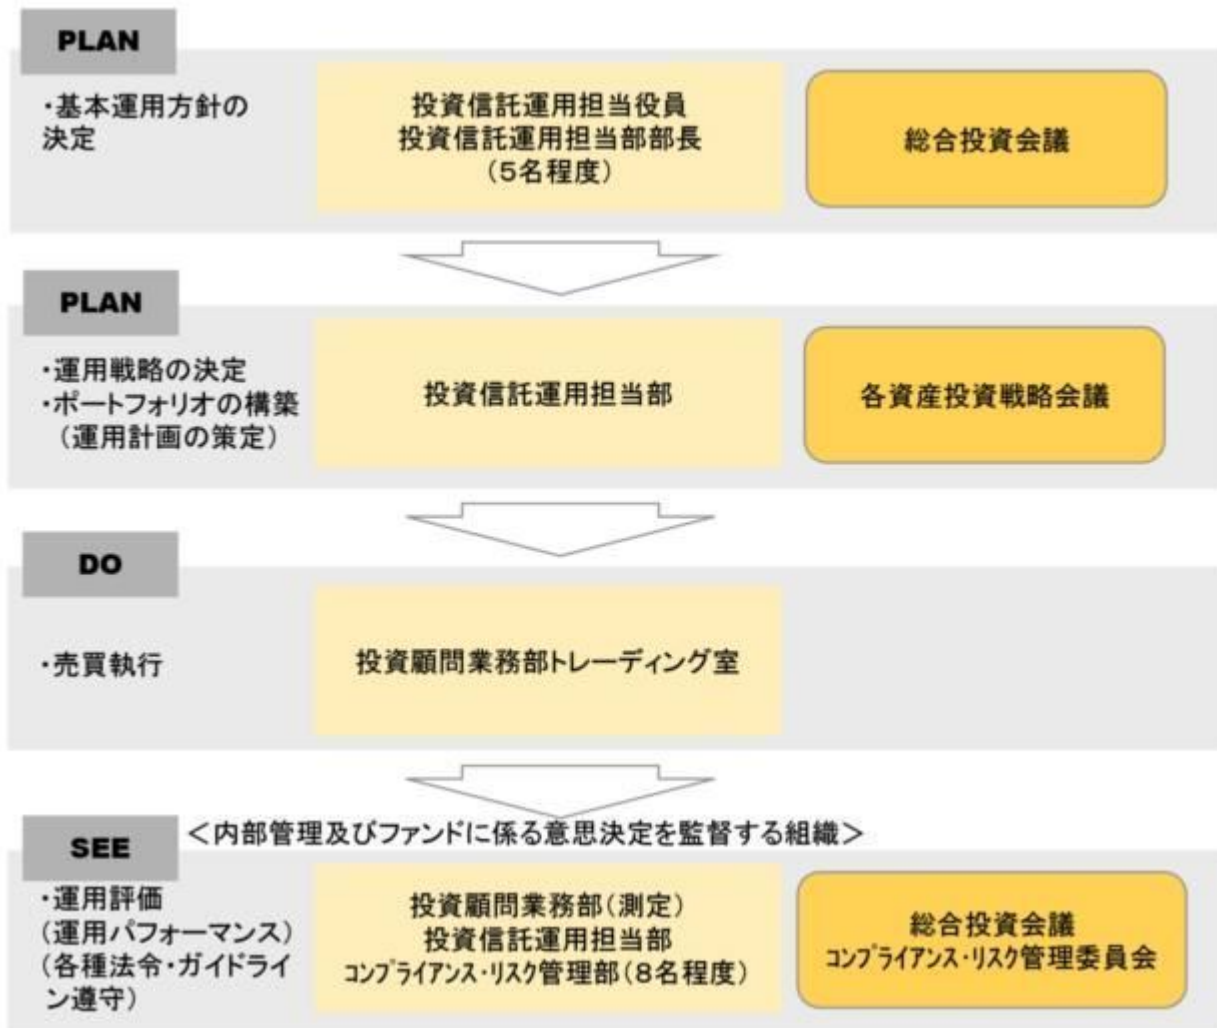 PLAN
・基本運用方針の
決定
投資信託運用担当役員
投資信託運用担当部部長
(5名程度)
総合投資会議
PLAN
・運用戦略の決定
・ポートフォリオの構築
(運用計画の策定)
投資信託運用担当部
各資産投資戦略会議
DO
・売買執行
投資顧問業務部トレーディング室
SEE
＜内部管理及びファンドに係る意思決定を監督する組織＞
・運用評価
(運用パフォーマンス)
(各種法令・ガイドライ
ン遵守)
投資顧問業務部(測定)
投資信託運用担当部
コンプライアンス・リスク管理部(8名程度)
総合投資会議
コンプライアンス・リスク管理委員会